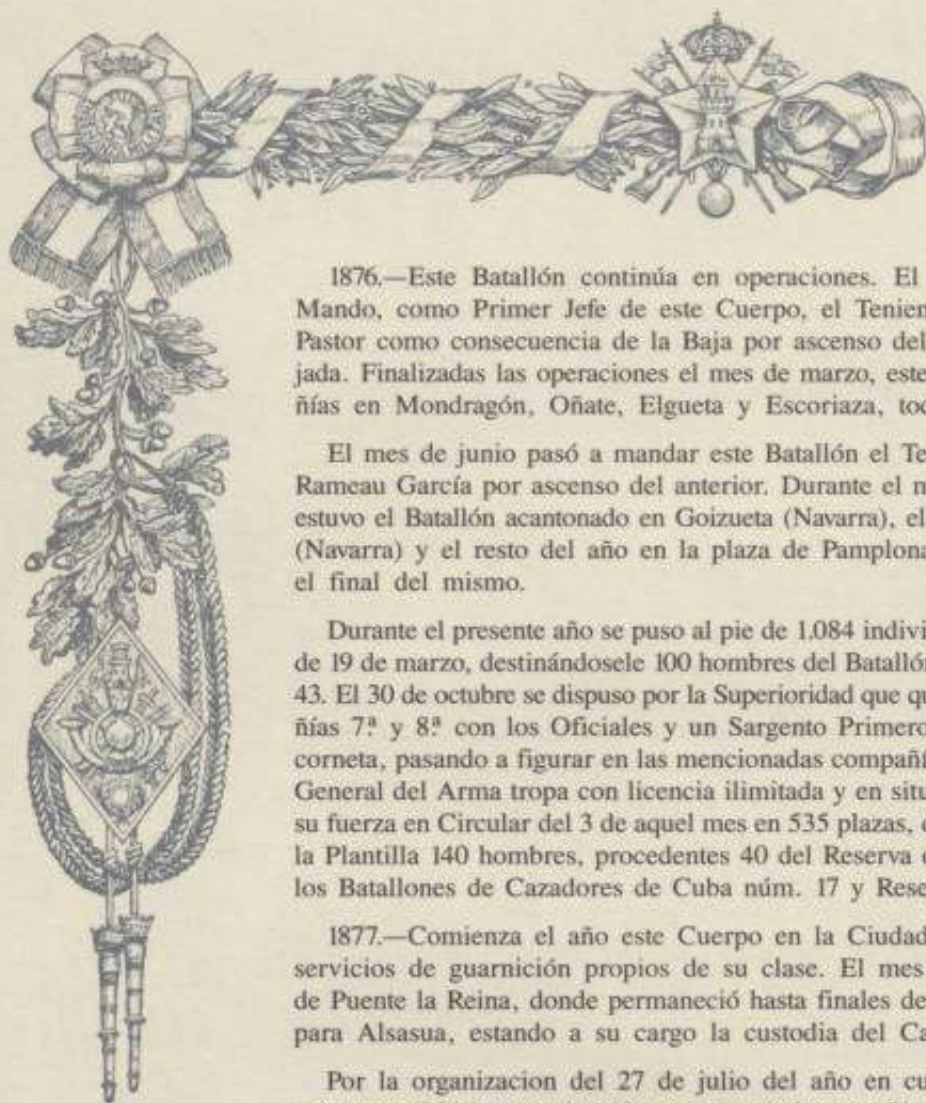 1876.—Este Batallón continúa en operaciones. El
Mando, como Primer Jefe de este Cuerpo, el Tenien
Pastor como consecuencia de la Baja por ascenso del
jada. Finalizadas las operaciones el mes de marzo, este
ñías en Mondragón, Oñate, Elgueta y Escoriaza, tod
El mes de junio pasó a mandar este Batallón el Te
Rameau García por ascenso del anterior. Durante el m
estuvo el Batallón acantonado en Goizueta (Navarra), el
(Navarra) y el resto del año en la plaza de Pamplona
el final del mismo.
Durante el presente año se puso al pie de 1.084 indivi
de 19 de marzo, destinándosele 100 hombres del Batallón
43. El 30 de octubre se dispuso por la Superioridad que qu
ñías 7.ª y 8.ª con los Oficiales y un Sargento Primero
corneta, pasando a figurar en las mencionadas compañí
General del Arma tropa con licencia ilimitada y en situ
su fuerza en Circular del 3 de aquel mes en 535 plazas,
la Plantilla 140 hombres, procedentes 40 del Reserva
los Batallones de Cazadores de Cuba núm. 17 y Rese
1877.—Comienza el año este Cuerpo en la Ciudad
servicios de guarnición propios de su clase. El mes
de Puente la Reina, donde permaneció hasta finales de
para Alsasua, estando a su cargo la custodia del Ca
Por la organizacion del 27 de julio del año en cu